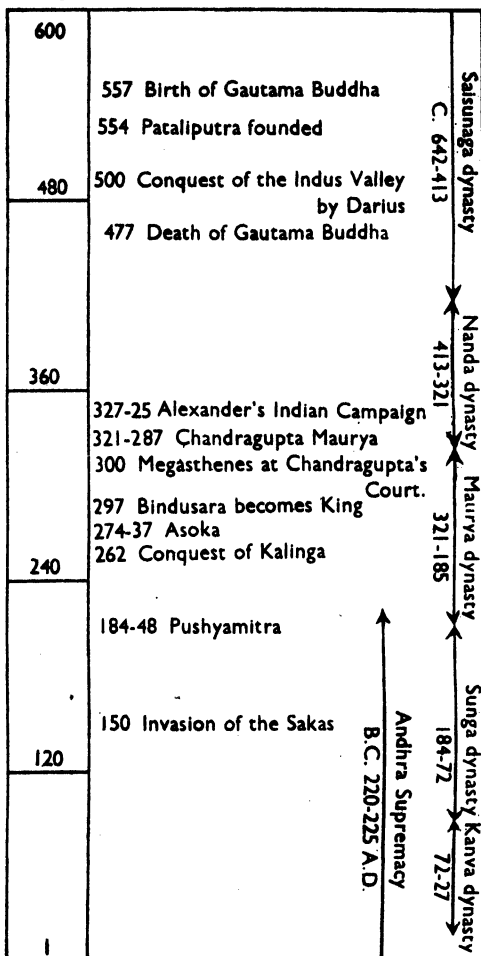 600
557 Birth of Gautama Buddha
554 Pataliputra founded
500 Conquest of the Indus Valley
by Darius
480
477 Death of Gautama Buddha
360
327-25 Alexander's Indian Campaign
321-287 Chandragupta Maurya
300 Megasthenes at Chandragupta's
Court.
297 Bindusara becomes King
274-37 Asoka
262 Conquest of Kalinga
240
184-48 Pushyamitra
150 Invasion of the Sakas
120
1
Andhra Supremacy
B.C. 220-225 A.D.
Saisunaga dynasty
C. 642-413
Nanda dynasty
413-321
Maurya dynasty
321-185
Sunga dynasty
184-72
Kanva dynasty
72-27